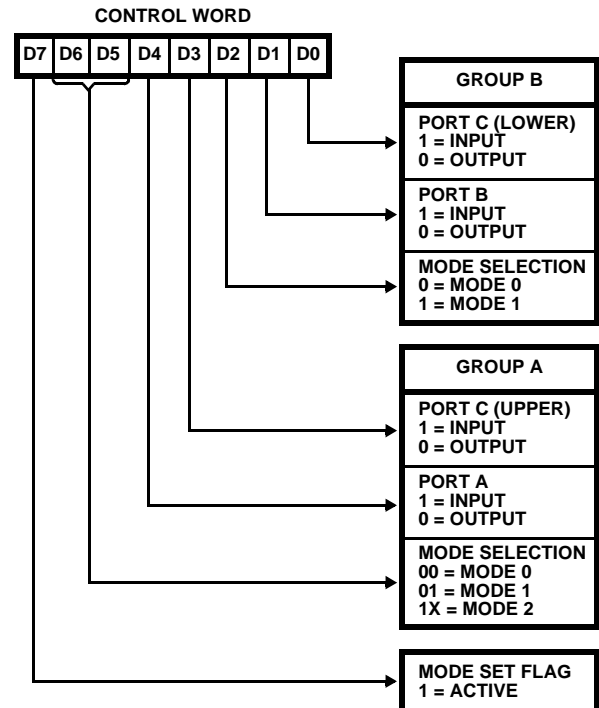 CONTROL WORD
D7 D6 D5 D4 D3 D2 D1 D0
GROUP B
PORT C (LOWER)
1 = INPUT
0 = OUTPUT
PORT B
1 = INPUT
0 = OUTPUT
MODE SELECTION
0 = MODE 0
1 = MODE 1
GROUP A
PORT C (UPPER)
1 = INPUT
0 = OUTPUT
PORT A
1 = INPUT
0 = OUTPUT
MODE SELECTION
00 = MODE 0
01 = MODE 1
1X = MODE 2
MODE SET FLAG
1 = ACTIVE